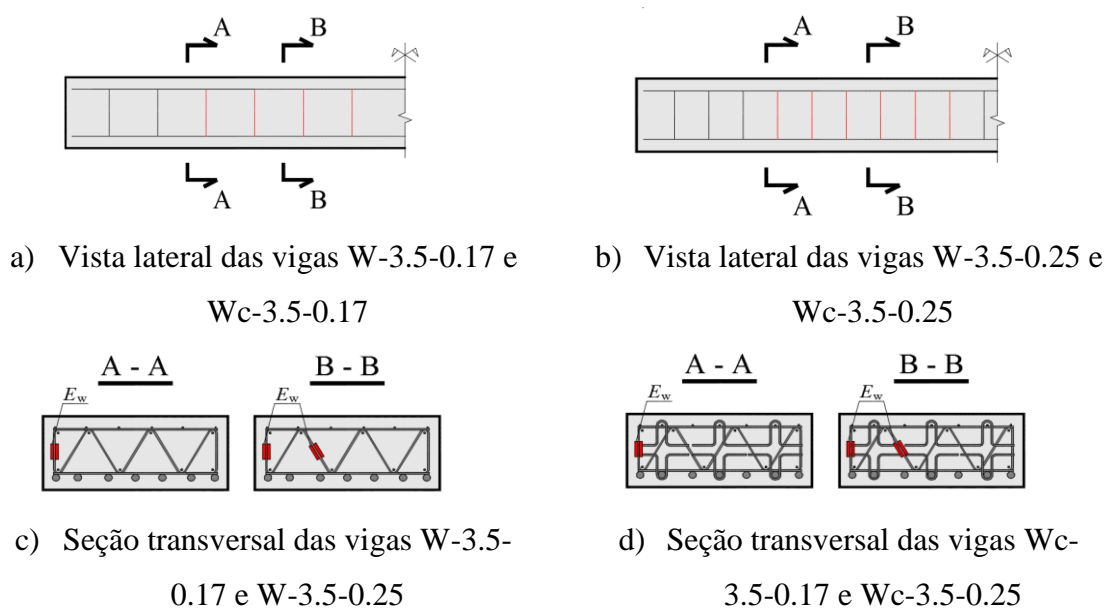 A B A B
A B A B
a) Vista lateral das vigas W-3.5-0.17 e
Wc-3.5-0.17
b) Vista lateral das vigas W-3.5-0.25 e
Wc-3.5-0.25
A - A B - B A - A B - B
Ew Ew Ew Ew
c) Seção transversal das vigas W-3.5-
0.17 e W-3.5-0.25
d) Seção transversal das vigas Wc-
3.5-0.17 e Wc-3.5-0.25